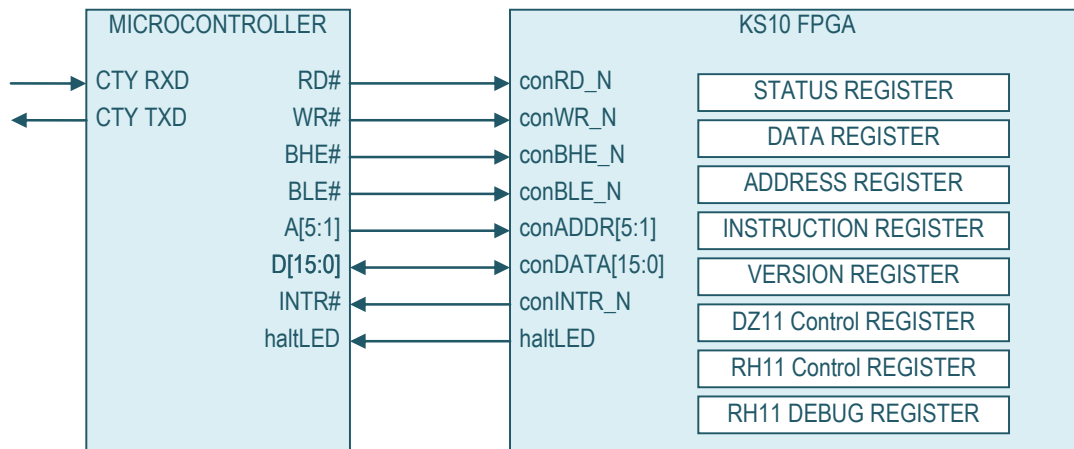 MICROCONTROLLER
KS10 FPGA
CTY RXD
CTY TXD
RD#
WR#
BHE#
BLE#
A[5:1]
D[15:0]
INTR#
haltLED
conRD_N
conWR_N
conBHE_N
conBLE_N
conADDR[5:1]
conDATA[15:0]
conINTR_N
haltLED
STATUS REGISTER
DATA REGISTER
ADDRESS REGISTER
INSTRUCTION REGISTER
VERSION REGISTER
DZ11 Control REGISTER
RH11 Control REGISTER
RH11 DEBUG REGISTER